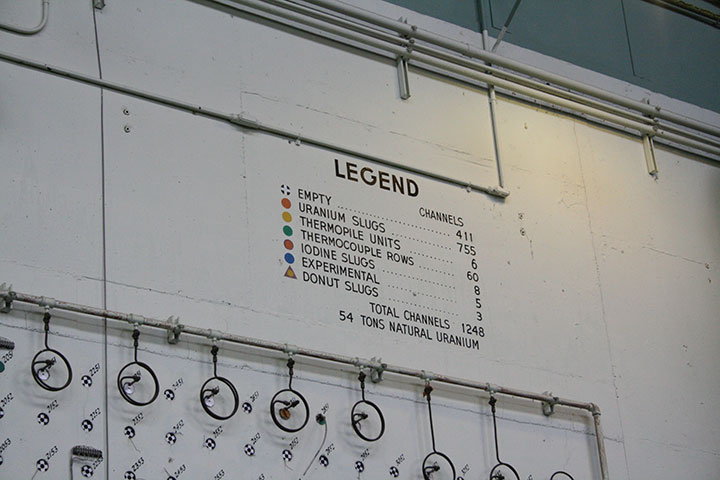 LEGEND
CHANNELS
EMPTY 411
URANIUM SLUGS 755
THERMOPILE UNITS 6
THERMOCOUPLE ROWS 60
IODINE SLUGS 8
EXPERIMENTAL 5
DONUT SLUGS 3
TOTAL CHANNELS 1248
54 TONS NATURAL URANIUM